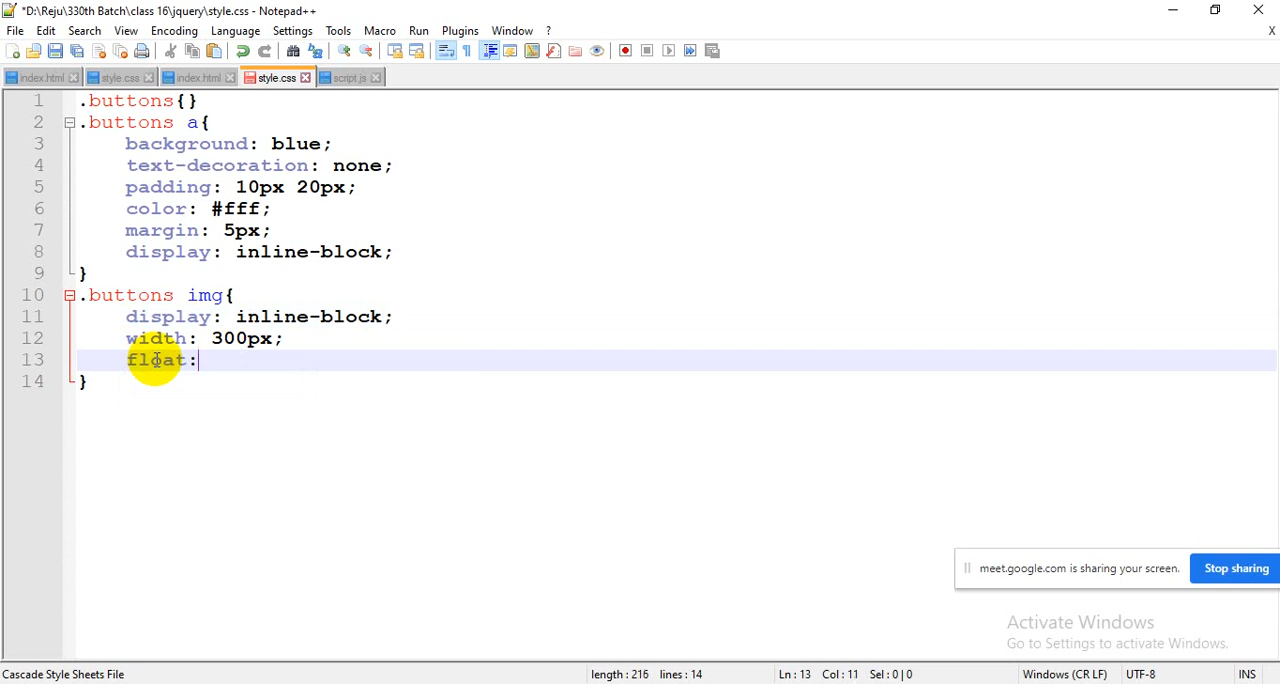 *D:\Reju\330th Batch\class 16\jquery\style.css - Notepad++
File Edit Search View Encoding Language Settings Tools Macro Run Plugins Window ? X
index.html style.css index.html style.css script.js
1 .buttons{}
2 .buttons a{
3 background: blue;
4 text-decoration: none;
5 padding: 10px 20px;
6 color: #fff;
7 margin: 5px;
8 display: inline-block;
9 }
10 .buttons img{
11 display: inline-block;
12 width: 300px;
13 float:
14 }
meet.google.com is sharing your screen. Stop sharing
Activate Windows
Go to Settings to activate Windows.
Cascade Style Sheets File length : 216 lines : 14 Ln : 13 Col : 11 Sel : 0 | 0 Windows (CR LF) UTF-8 INS